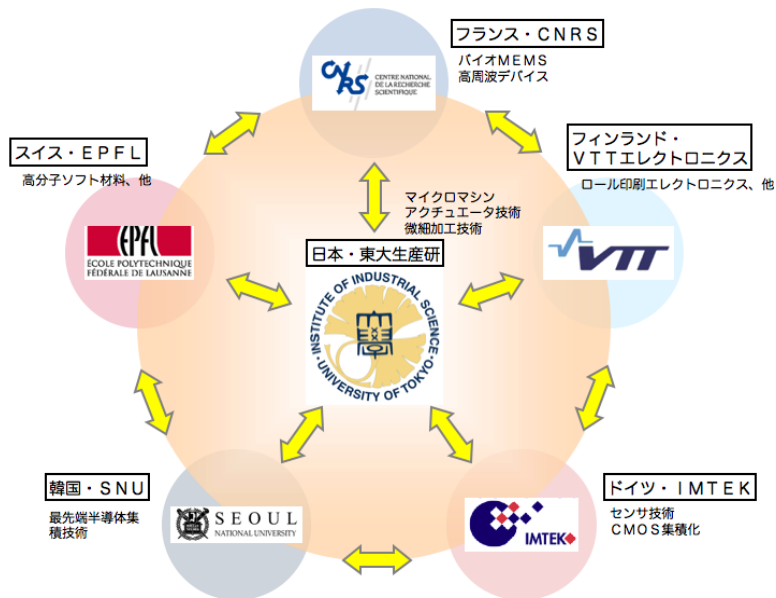 フランス・CNRS
バイオMEMS
高周波デバイス
CNRS
CENTRE NATIONAL
DE LA RECHERCHE
SCIENTIFIQUE
スイス・EPFL
高分子ソフト材料、他
フィンランド・
VTTエレクトロニクス
ロール印刷エレクトロニクス、他
マイクロマシン
アクチュエータ技術
微細加工技術
EPFL
ÉCOLE POLYTECHNIQUE
FÉDÉRALE DE LAUSANNE
VTT
日本・東大生産研
INSTITUTE OF INDUSTRIAL SCIENCE
UNIVERSITY OF TOKYO
韓国・SNU
最先端半導体集
積技術
SEOUL
NATIONAL UNIVERSITY
ドイツ・IMTEK
センサ技術
CMOS集積化
IMTEK